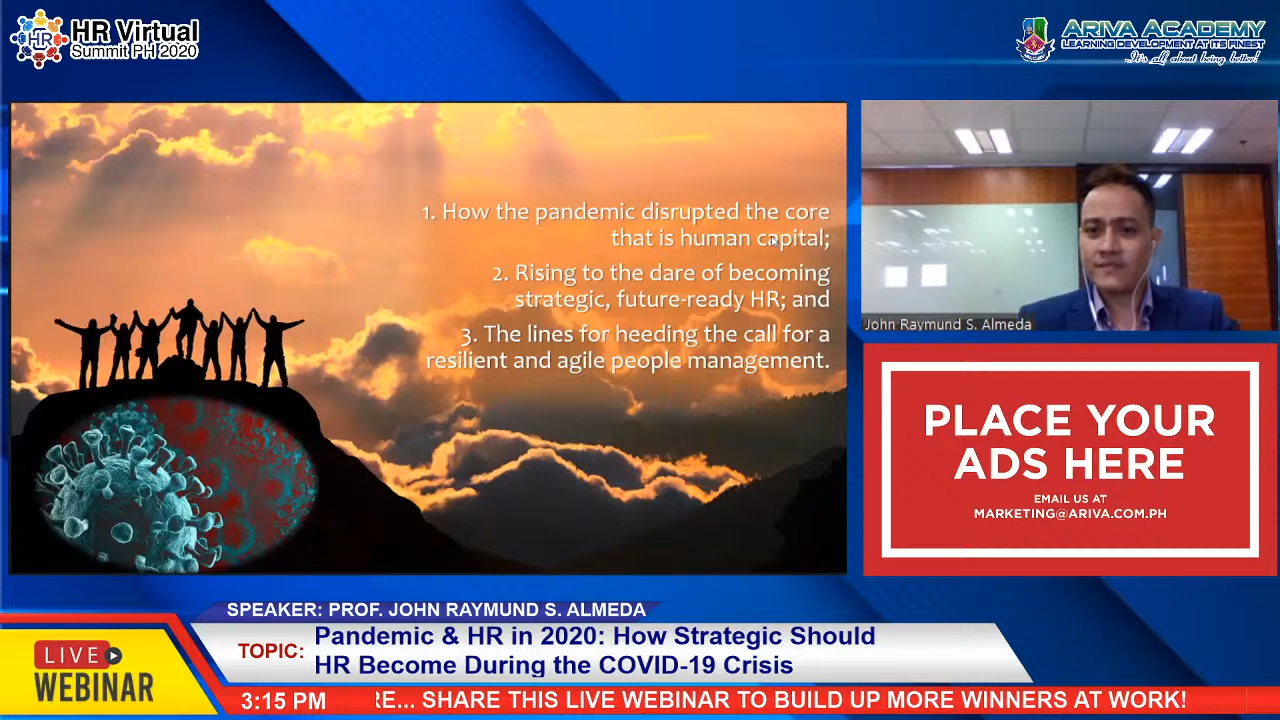 HR
HR Virtual
Summit PH 2020
ARIVA ACADEMY
LEARNING DEVELOPMENT AT ITS FINEST
It's all about being better!
1. How the pandemic disrupted the core
that is human capital;
2. Rising to the dare of becoming
strategic, future-ready HR; and
3. The lines for heeding the call for a
resilient and agile people management.
John Raymund S. Almeda
PLACE YOUR
ADS HERE
EMAIL US AT
MARKETING@ARIVA.COM.PH
SPEAKER: PROF. JOHN RAYMUND S. ALMEDA
TOPIC:
Pandemic & HR in 2020: How Strategic Should
HR Become During the COVID-19 Crisis
LIVE
WEBINAR
3:15 PM
RE... SHARE THIS LIVE WEBINAR TO BUILD UP MORE WINNERS AT WORK!